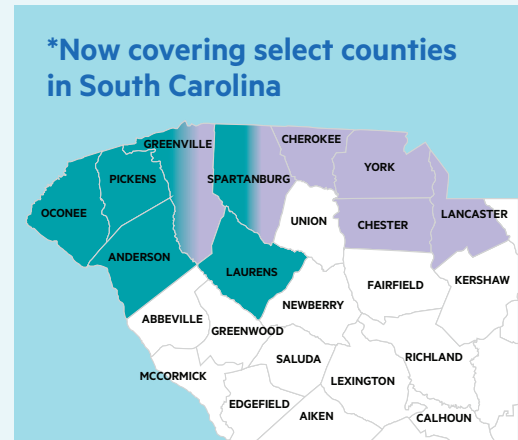 *Now covering select counties
in South Carolina
GREENVILLE
CHEROKEE
PICKENS
SPARTANBURG
YORK
OCONEE
UNION
CHESTER
LANCASTER
ANDERSON
LAURENS
FAIRFIELD
KERSHAW
NEWBERRY
ABBEVILLE
GREENWOOD
SALUDA
RICHLAND
MCCORMICK
LEXINGTON
EDGEFIELD
AIKEN
CALHOUN